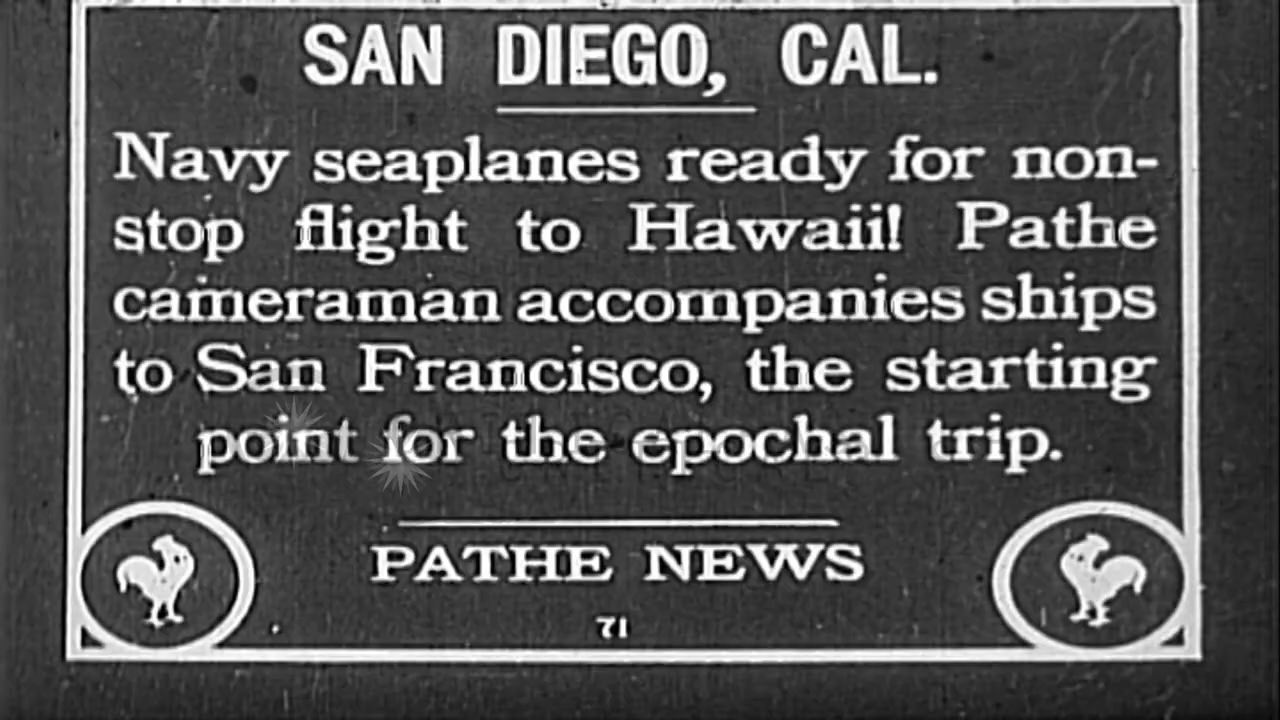 SAN DIEGO, CAL.
Navy seaplanes ready for non-
stop flight to Hawaii! Pathe
cameraman accompanies ships
to San Francisco, the starting
point for the epochal trip.
PATHE NEWS
71